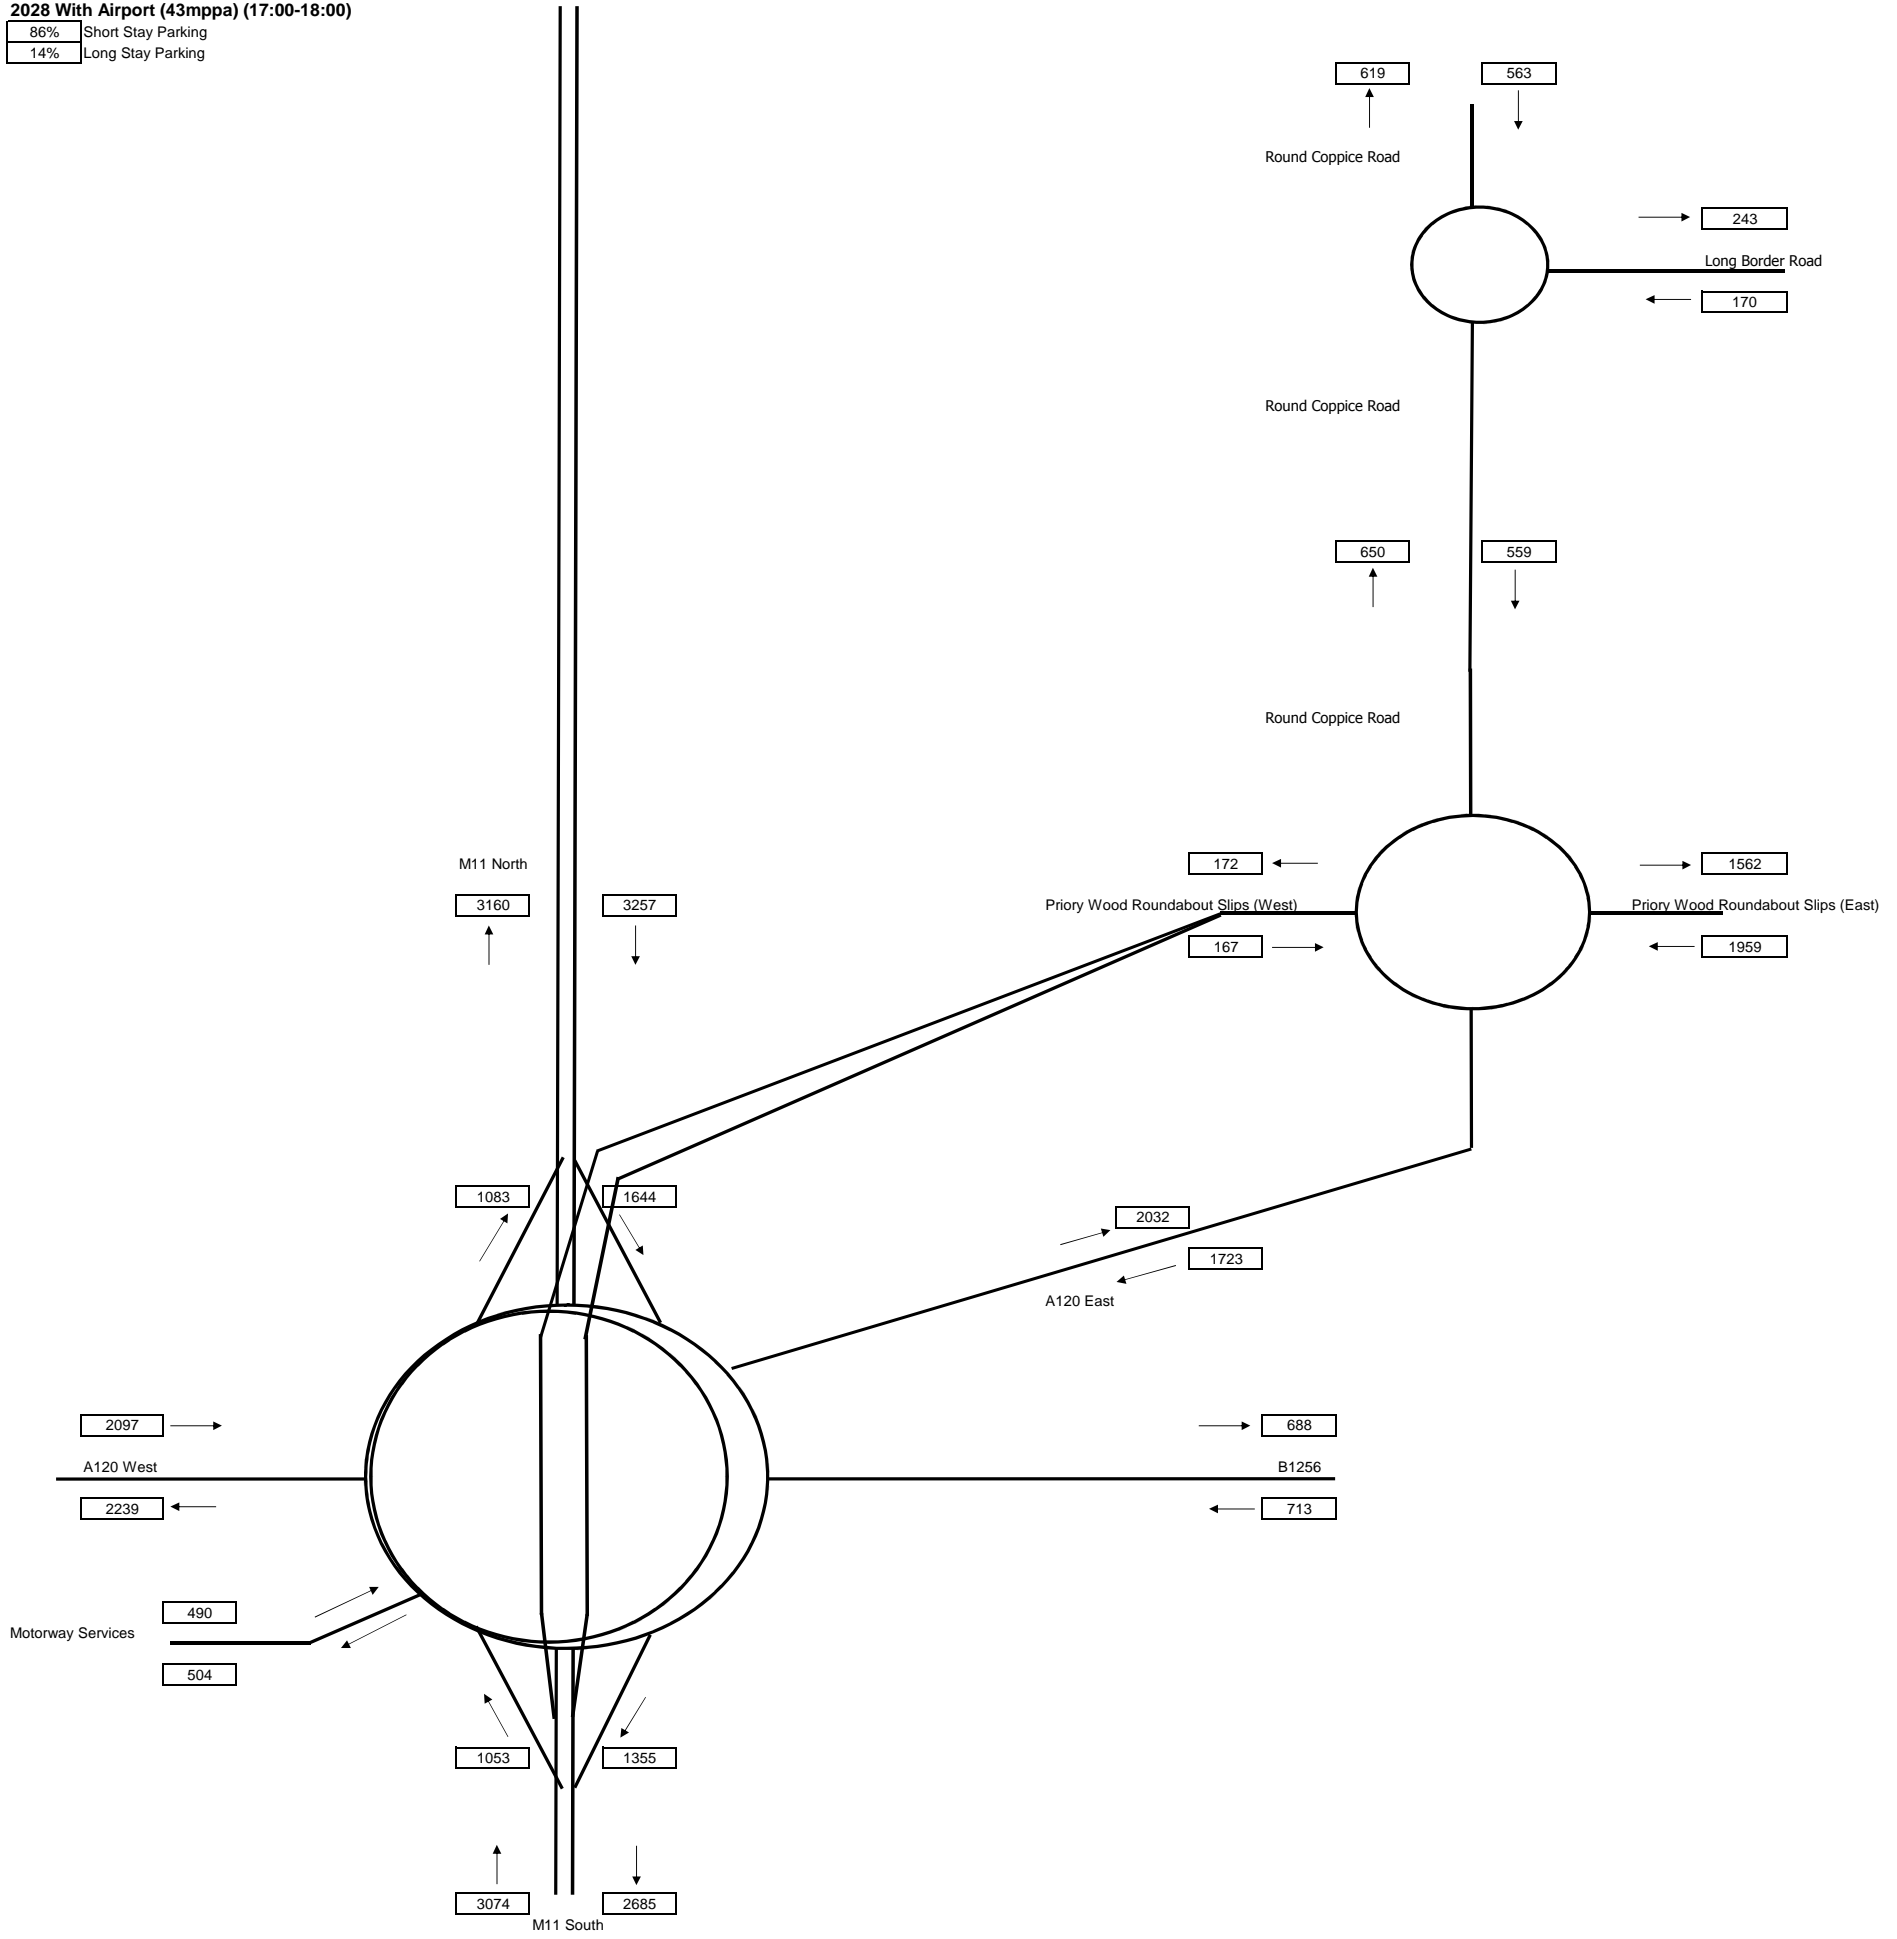 2028 With Airport (43mppa) (17:00-18:00)
86% Short Stay Parking
14% Long Stay Parking
619 563
Round Coppice Road
243
Long Border Road
170
Round Coppice Road
650 559
Round Coppice Road
M11 North
172 1562
3160 3257
Priory Wood Roundabout Slips (West) Priory Wood Roundabout Slips (East)
167 1959
1083 1644
2032
1723
A120 East
2097 688
A120 West B1256
2239 713
490
Motorway Services
504
1053 1355
3074 2685
M11 South